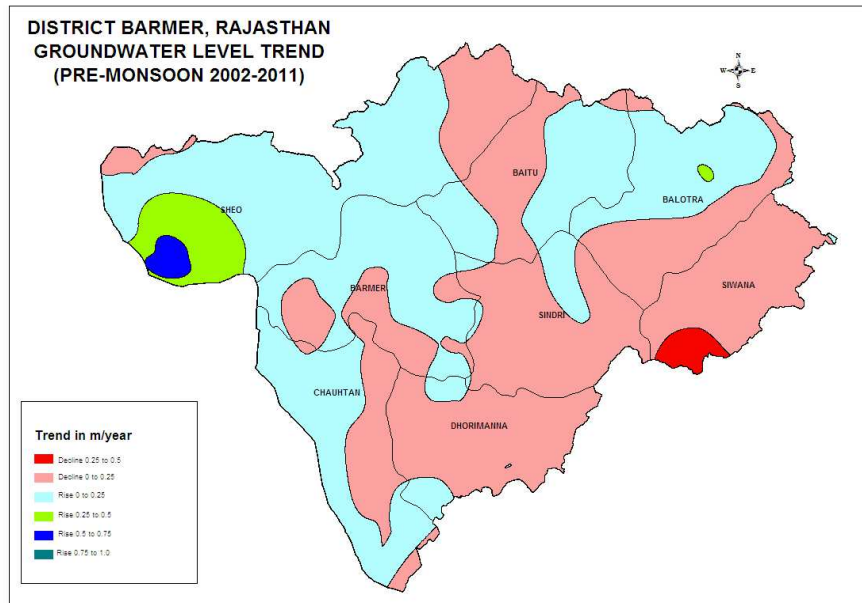 DISTRICT BARMER, RAJASTHAN
GROUNDWATER LEVEL TREND
(PRE-MONSOON 2002-2011)
N
W E
S
BAITU
BALOTRA
SHEO
SIWANA
BARMER
SINDRI
CHAUHTAN
DHORIMANNA
Trend in m/year
Decline 0.25 to 0.5
Decline 0 to 0.25
Rise 0 to 0.25
Rise 0.25 to 0.5
Rise 0.5 to 0.75
Rise 0.75 to 1.0